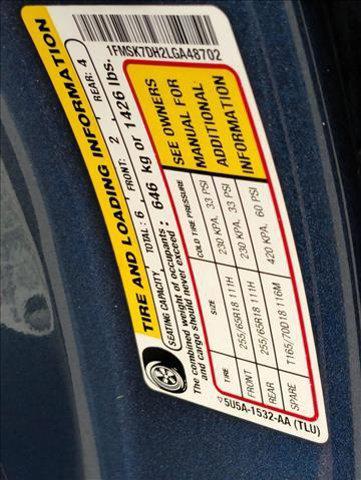 1FMSK7DH2LGA48702
TIRE AND LOADING INFORMATION
SEATING CAPACITY TOTAL: 6 FRONT: 2 REAR: 4
The combined weight of occupants and cargo should never exceed: 646 kg or 1426 lbs.
TIRE SIZE COLD TIRE PRESSURE
FRONT 255/65R18 111H 230 KPA, 33 PSI
REAR 255/65R18 111H 230 KPA, 33 PSI
SPARE T165/70D18 116M 420 KPA, 60 PSI
SEE OWNERS
MANUAL FOR
ADDITIONAL
INFORMATION
5U5A-1532-AA (TLU)